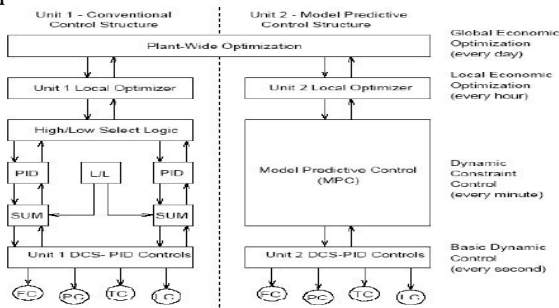 Unit 1 - Conventional
Control Structure
Unit 2 - Model Predictive
Control Structure
Plant-Wide Optimization
Global Economic
Optimization
(every day)
Unit 1 Local Optimizer
Unit 2 Local Optimizer
Local Economic
Optimization
(every hour)
High/Low Select Logic
PID
L/L
PID
SUM
SUM
Model Predictive Control
(MPC)
Dynamic
Constraint
Control
(every minute)
Unit 1 DCS- PID Controls
Unit 2 DCS-PID Controls
Basic Dynamic
Control
(every second)
FC
PC
TC
LC
FC
PC
TC
LC